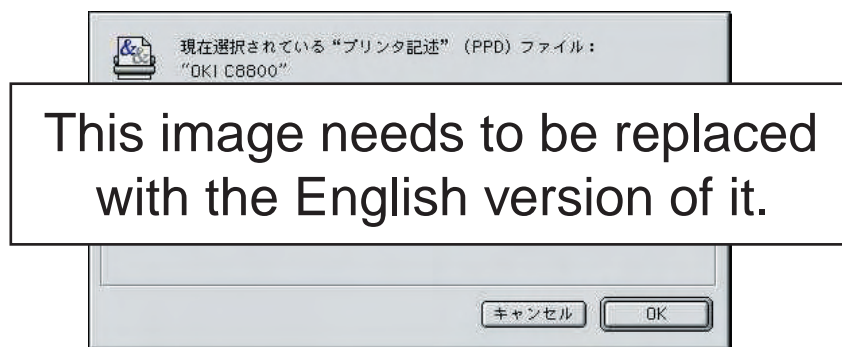 現在選択されている“プリンタ記述” (PPD) ファイル：
“OKI C8800”
This image needs to be replaced
with the English version of it.
キャンセル OK